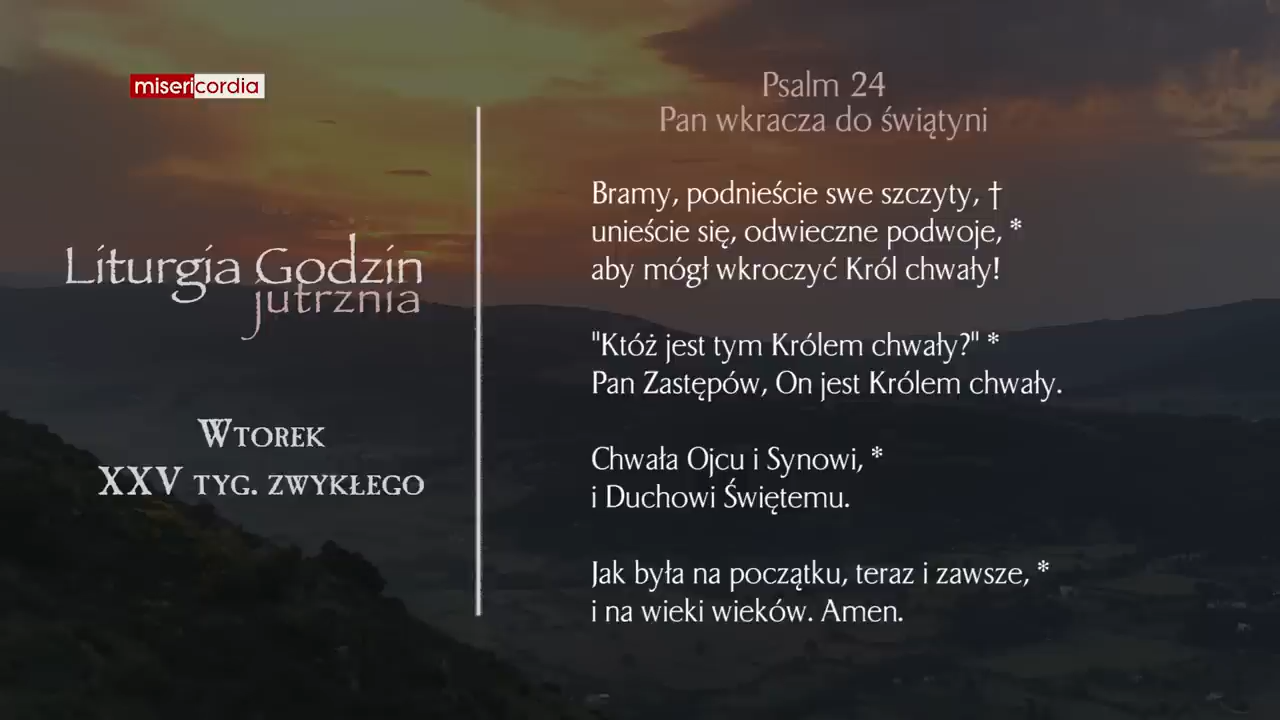 misericordia
Liturgia Godzin
jutrznia
Wtorek
XXV tyg. zwykłego
Psalm 24
Pan wkracza do świątyni
Bramy, podnieście swe szczyty, †
unieście się, odwieczne podwoje, *
aby mógł wkroczyć Król chwały!
"Któż jest tym Królem chwały?" *
Pan Zastępów, On jest Królem chwały.
Chwała Ojcu i Synowi, *
i Duchowi Świętemu.
Jak była na początku, teraz i zawsze, *
i na wieki wieków. Amen.